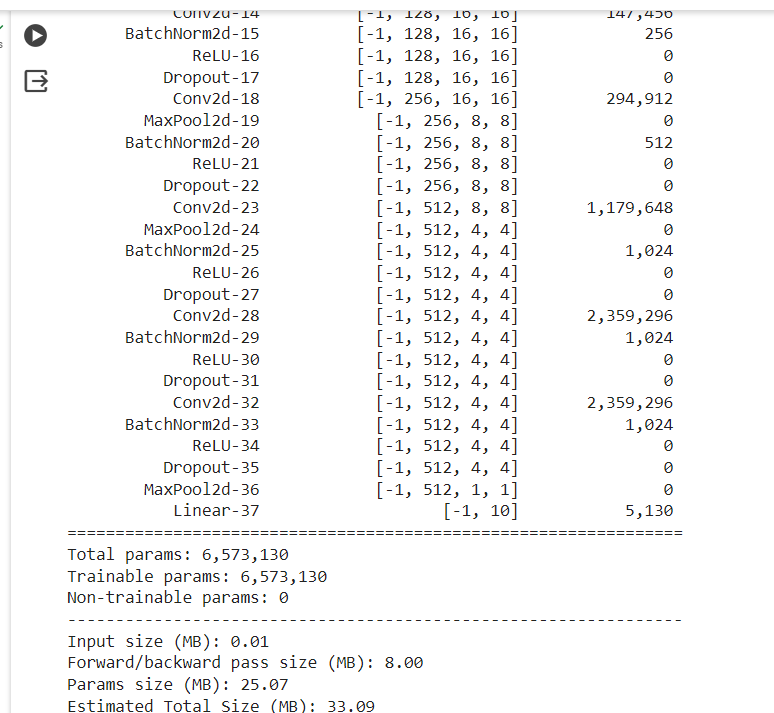 Conv2d-14 [-1, 128, 16, 16] 147,456
BatchNorm2d-15 [-1, 128, 16, 16] 256
ReLU-16 [-1, 128, 16, 16] 0
Dropout-17 [-1, 128, 16, 16] 0
Conv2d-18 [-1, 256, 16, 16] 294,912
MaxPool2d-19 [-1, 256, 8, 8] 0
BatchNorm2d-20 [-1, 256, 8, 8] 512
ReLU-21 [-1, 256, 8, 8] 0
Dropout-22 [-1, 256, 8, 8] 0
Conv2d-23 [-1, 512, 8, 8] 1,179,648
MaxPool2d-24 [-1, 512, 4, 4] 0
BatchNorm2d-25 [-1, 512, 4, 4] 1,024
ReLU-26 [-1, 512, 4, 4] 0
Dropout-27 [-1, 512, 4, 4] 0
Conv2d-28 [-1, 512, 4, 4] 2,359,296
BatchNorm2d-29 [-1, 512, 4, 4] 1,024
ReLU-30 [-1, 512, 4, 4] 0
Dropout-31 [-1, 512, 4, 4] 0
Conv2d-32 [-1, 512, 4, 4] 2,359,296
BatchNorm2d-33 [-1, 512, 4, 4] 1,024
ReLU-34 [-1, 512, 4, 4] 0
Dropout-35 [-1, 512, 4, 4] 0
MaxPool2d-36 [-1, 512, 1, 1] 0
Linear-37 [-1, 10] 5,130
================================================================
Total params: 6,573,130
Trainable params: 6,573,130
Non-trainable params: 0
----------------------------------------------------------------
Input size (MB): 0.01
Forward/backward pass size (MB): 8.00
Params size (MB): 25.07
Estimated Total Size (MB): 33.09